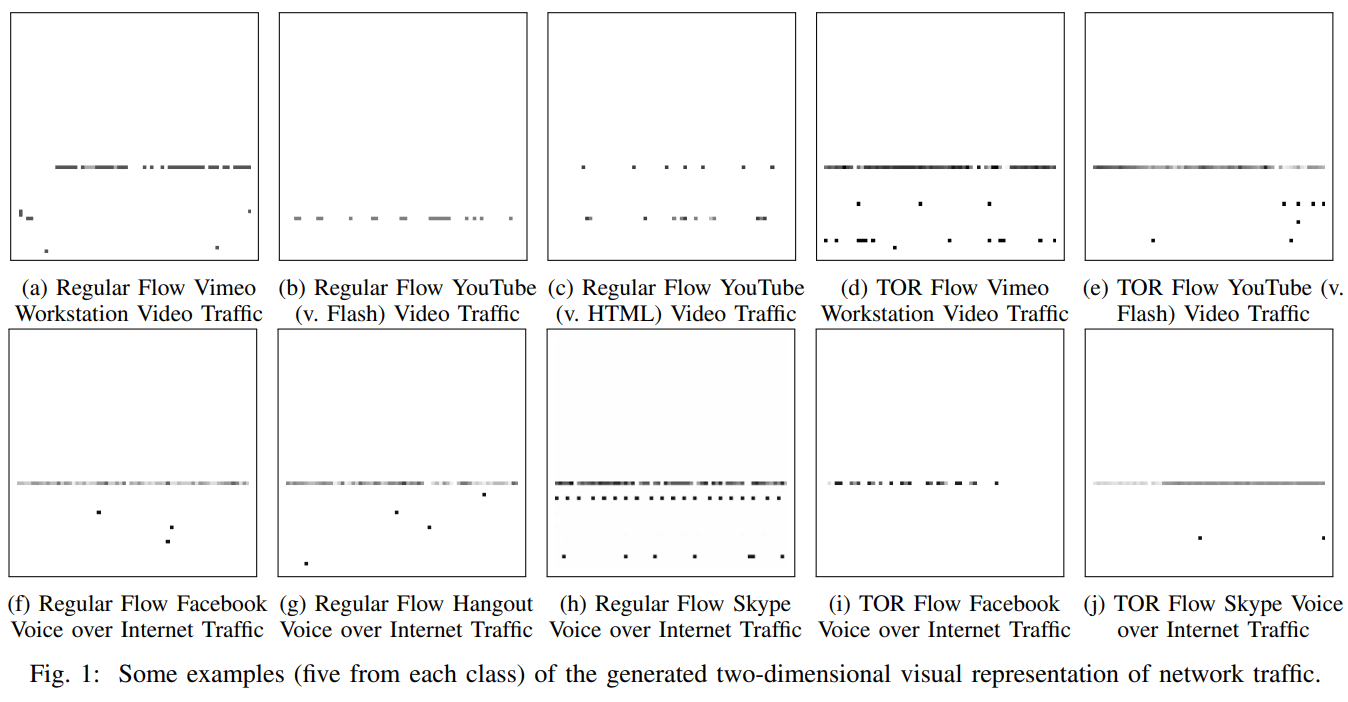 (a) Regular Flow Vimeo
Workstation Video Traffic
(b) Regular Flow YouTube
(v. Flash) Video Traffic
(c) Regular Flow YouTube
(v. HTML) Video Traffic
(d) TOR Flow Vimeo
Workstation Video Traffic
(e) TOR Flow YouTube (v.
Flash) Video Traffic
(f) Regular Flow Facebook
Voice over Internet Traffic
(g) Regular Flow Hangout
Voice over Internet Traffic
(h) Regular Flow Skype
Voice over Internet Traffic
(i) TOR Flow Facebook
Voice over Internet Traffic
(j) TOR Flow Skype Voice
over Internet Traffic
Fig. 1: Some examples (five from each class) of the generated two-dimensional visual representation of network traffic.